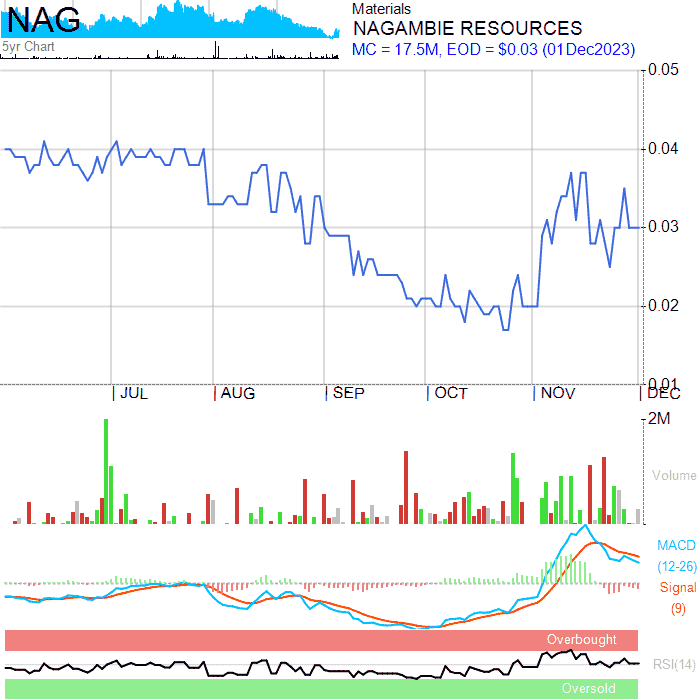 NAG
5yr Chart
Materials
NAGAMBIE RESOURCES
MC = 17.5M, EOD = $0.03 (01Dec2023)
0.05
0.04
0.03
0.02
0.01
JUL AUG SEP OCT NOV DEC
2M
Volume
MACD
(12-26)
Signal
(9)
Overbought
RSI(14)
Oversold